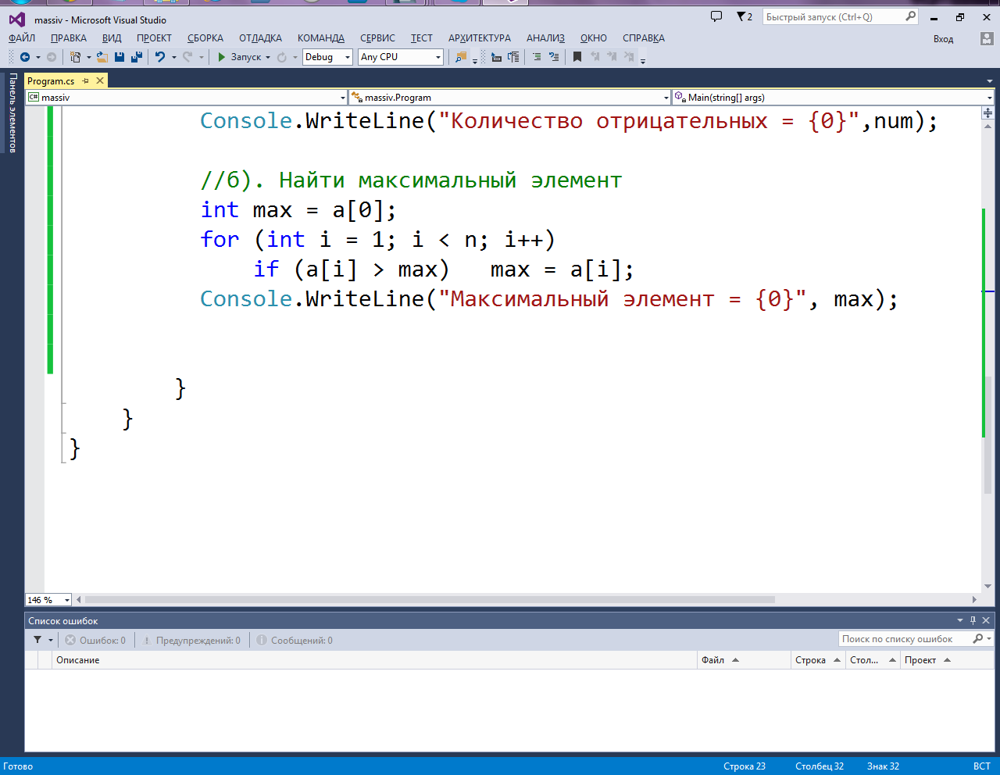 massiv - Microsoft Visual Studio
2
Быстрый запуск (Ctrl+Q)
ФАЙЛ ПРАВКА ВИД ПРОЕКТ СБОРКА ОТЛАДКА КОМАНДА СЕРВИС ТЕСТ АРХИТЕКТУРА АНАЛИЗ ОКНО СПРАВКА Вход
Запуск Debug Any CPU
Панель элементов
Program.cs
C# massiv massiv.Program Main(string[] args)
Console.WriteLine("Количество отрицательных = {0}",num);
//б). Найти максимальный элемент
int max = a[0];
for (int i = 1; i < n; i++)
if (a[i] > max) max = a[i];
Console.WriteLine("Максимальный элемент = {0}", max);
}
}
}
146 %
Список ошибок
Ошибок: 0 Предупреждений: 0 Сообщений: 0 Поиск по списку ошибок
Описание Файл Строка Стол... Проект
Готово Строка 23 Столбец 32 Знак 32 ВСТ